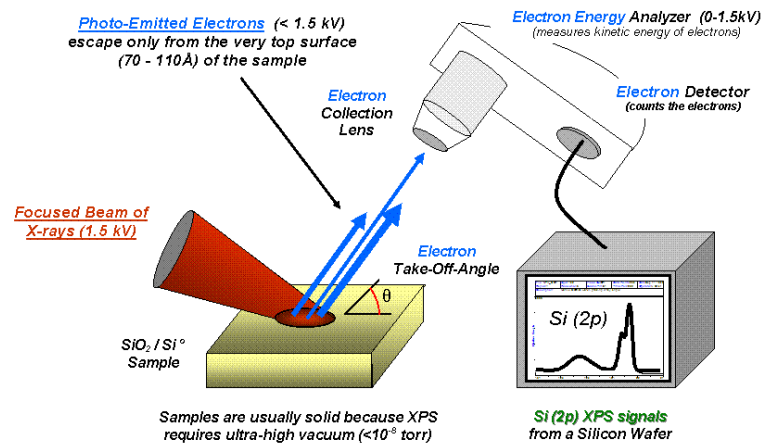 Photo-Emitted Electrons (< 1.5 kV)
escape only from the very top surface
(70 - 110Å) of the sample
Electron Energy Analyzer (0-1.5kV)
(measures kinetic energy of electrons)
Electron
Collection
Lens
Electron Detector
(counts the electrons)
Focused Beam of
X-rays (1.5 kV)
Electron
Take-Off-Angle
θ
SiO₂ / Si°
Sample
Si (2p)
Samples are usually solid because XPS
requires ultra-high vacuum (<10⁻⁸ torr)
Si (2p) XPS signals
from a Silicon Wafer